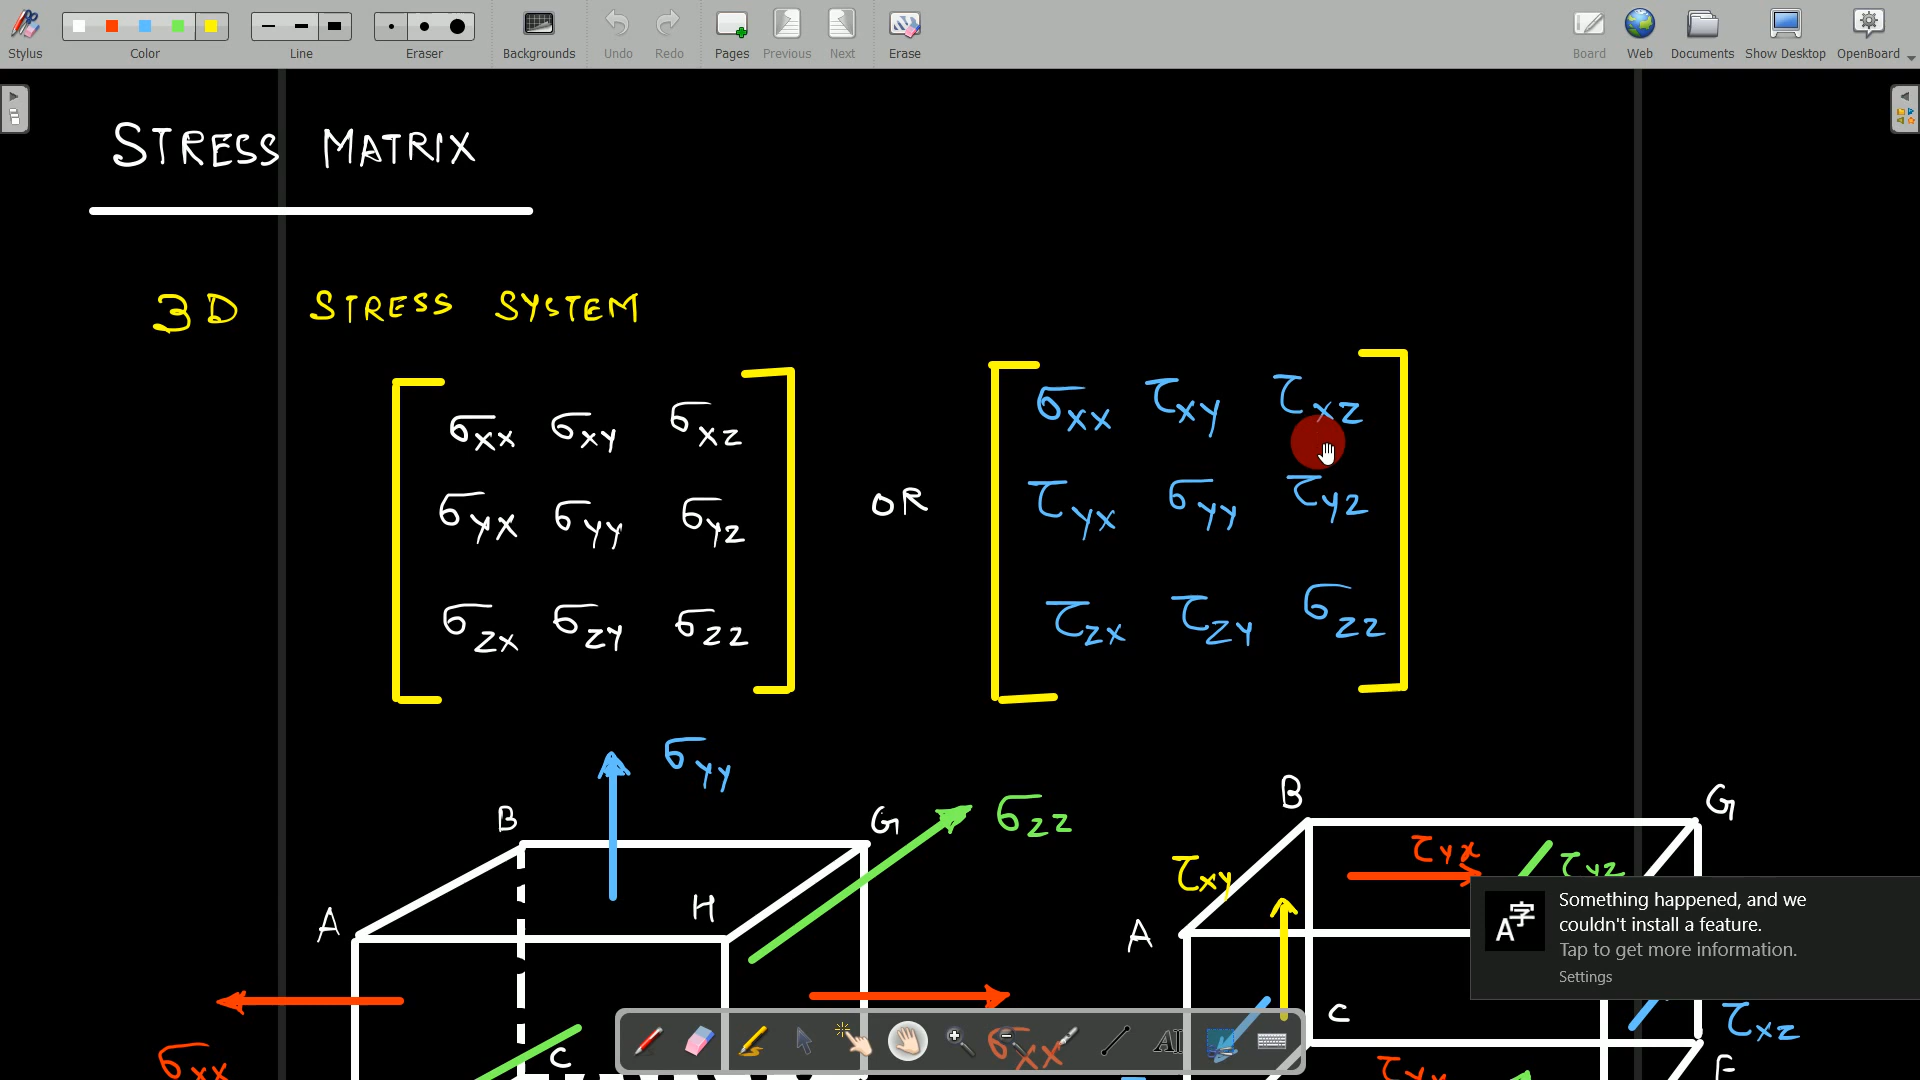 Stylus Color Line Eraser Backgrounds Undo Redo Pages Previous Next Erase Board Web Documents Show Desktop OpenBoard
STRESS MATRIX
3D STRESS SYSTEM
σxx σxy σxz
σyx σyy σyz
σzx σzy σzz
OR
σxx τxy τxz
τyx σyy τyz
τzx τzy σzz
σyy
σzz
B
G
H
A
C
σxx
σxx
B
G
τyx
τyz
τxy
A
C
τxz
τyx
F
Something happened, and we
couldn't install a feature.
Tap to get more information.
Settings